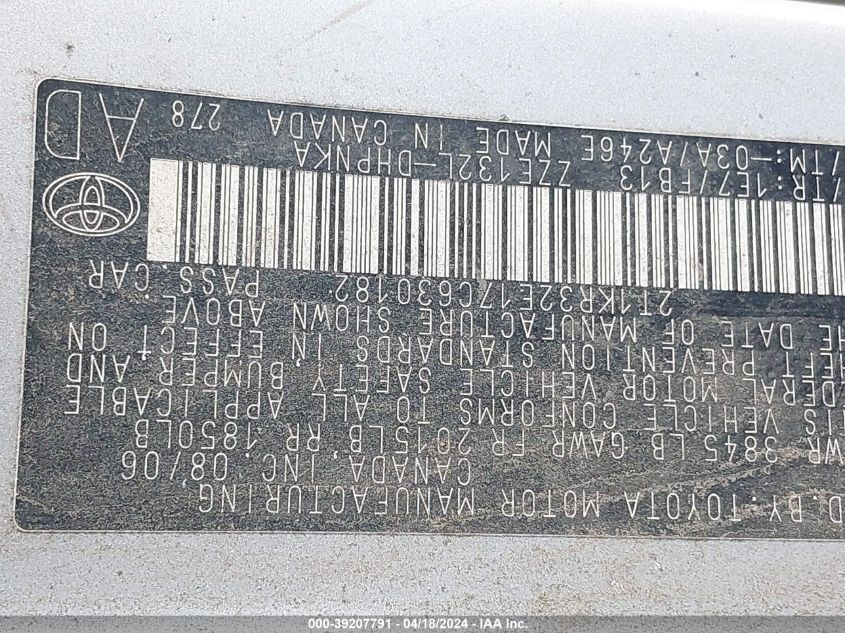 D. BY: TOYOTA MOTOR MANUFACTURING
CANADA INC. 08/06
WR 3845LB GAWR FR 2015LB, RR 1850LB
IS VEHICLE CONFORMS TO ALL APPLICABLE
DERAL MOTOR VEHICLE SAFETY, BUMPER AND
HEFT PREVENTION STANDARDS IN EFFECT ON
HE DATE OF MANUFACTURE SHOWN ABOVE.
2T1KR32E17C630182 PASS. CAR
/TR: 1E7/FB13 ZZE132L-DHPNKA
/TM:-03A/A246E MADE IN CANADA 278
AD
000-39207791 - 04/18/2024 - IAA Inc.